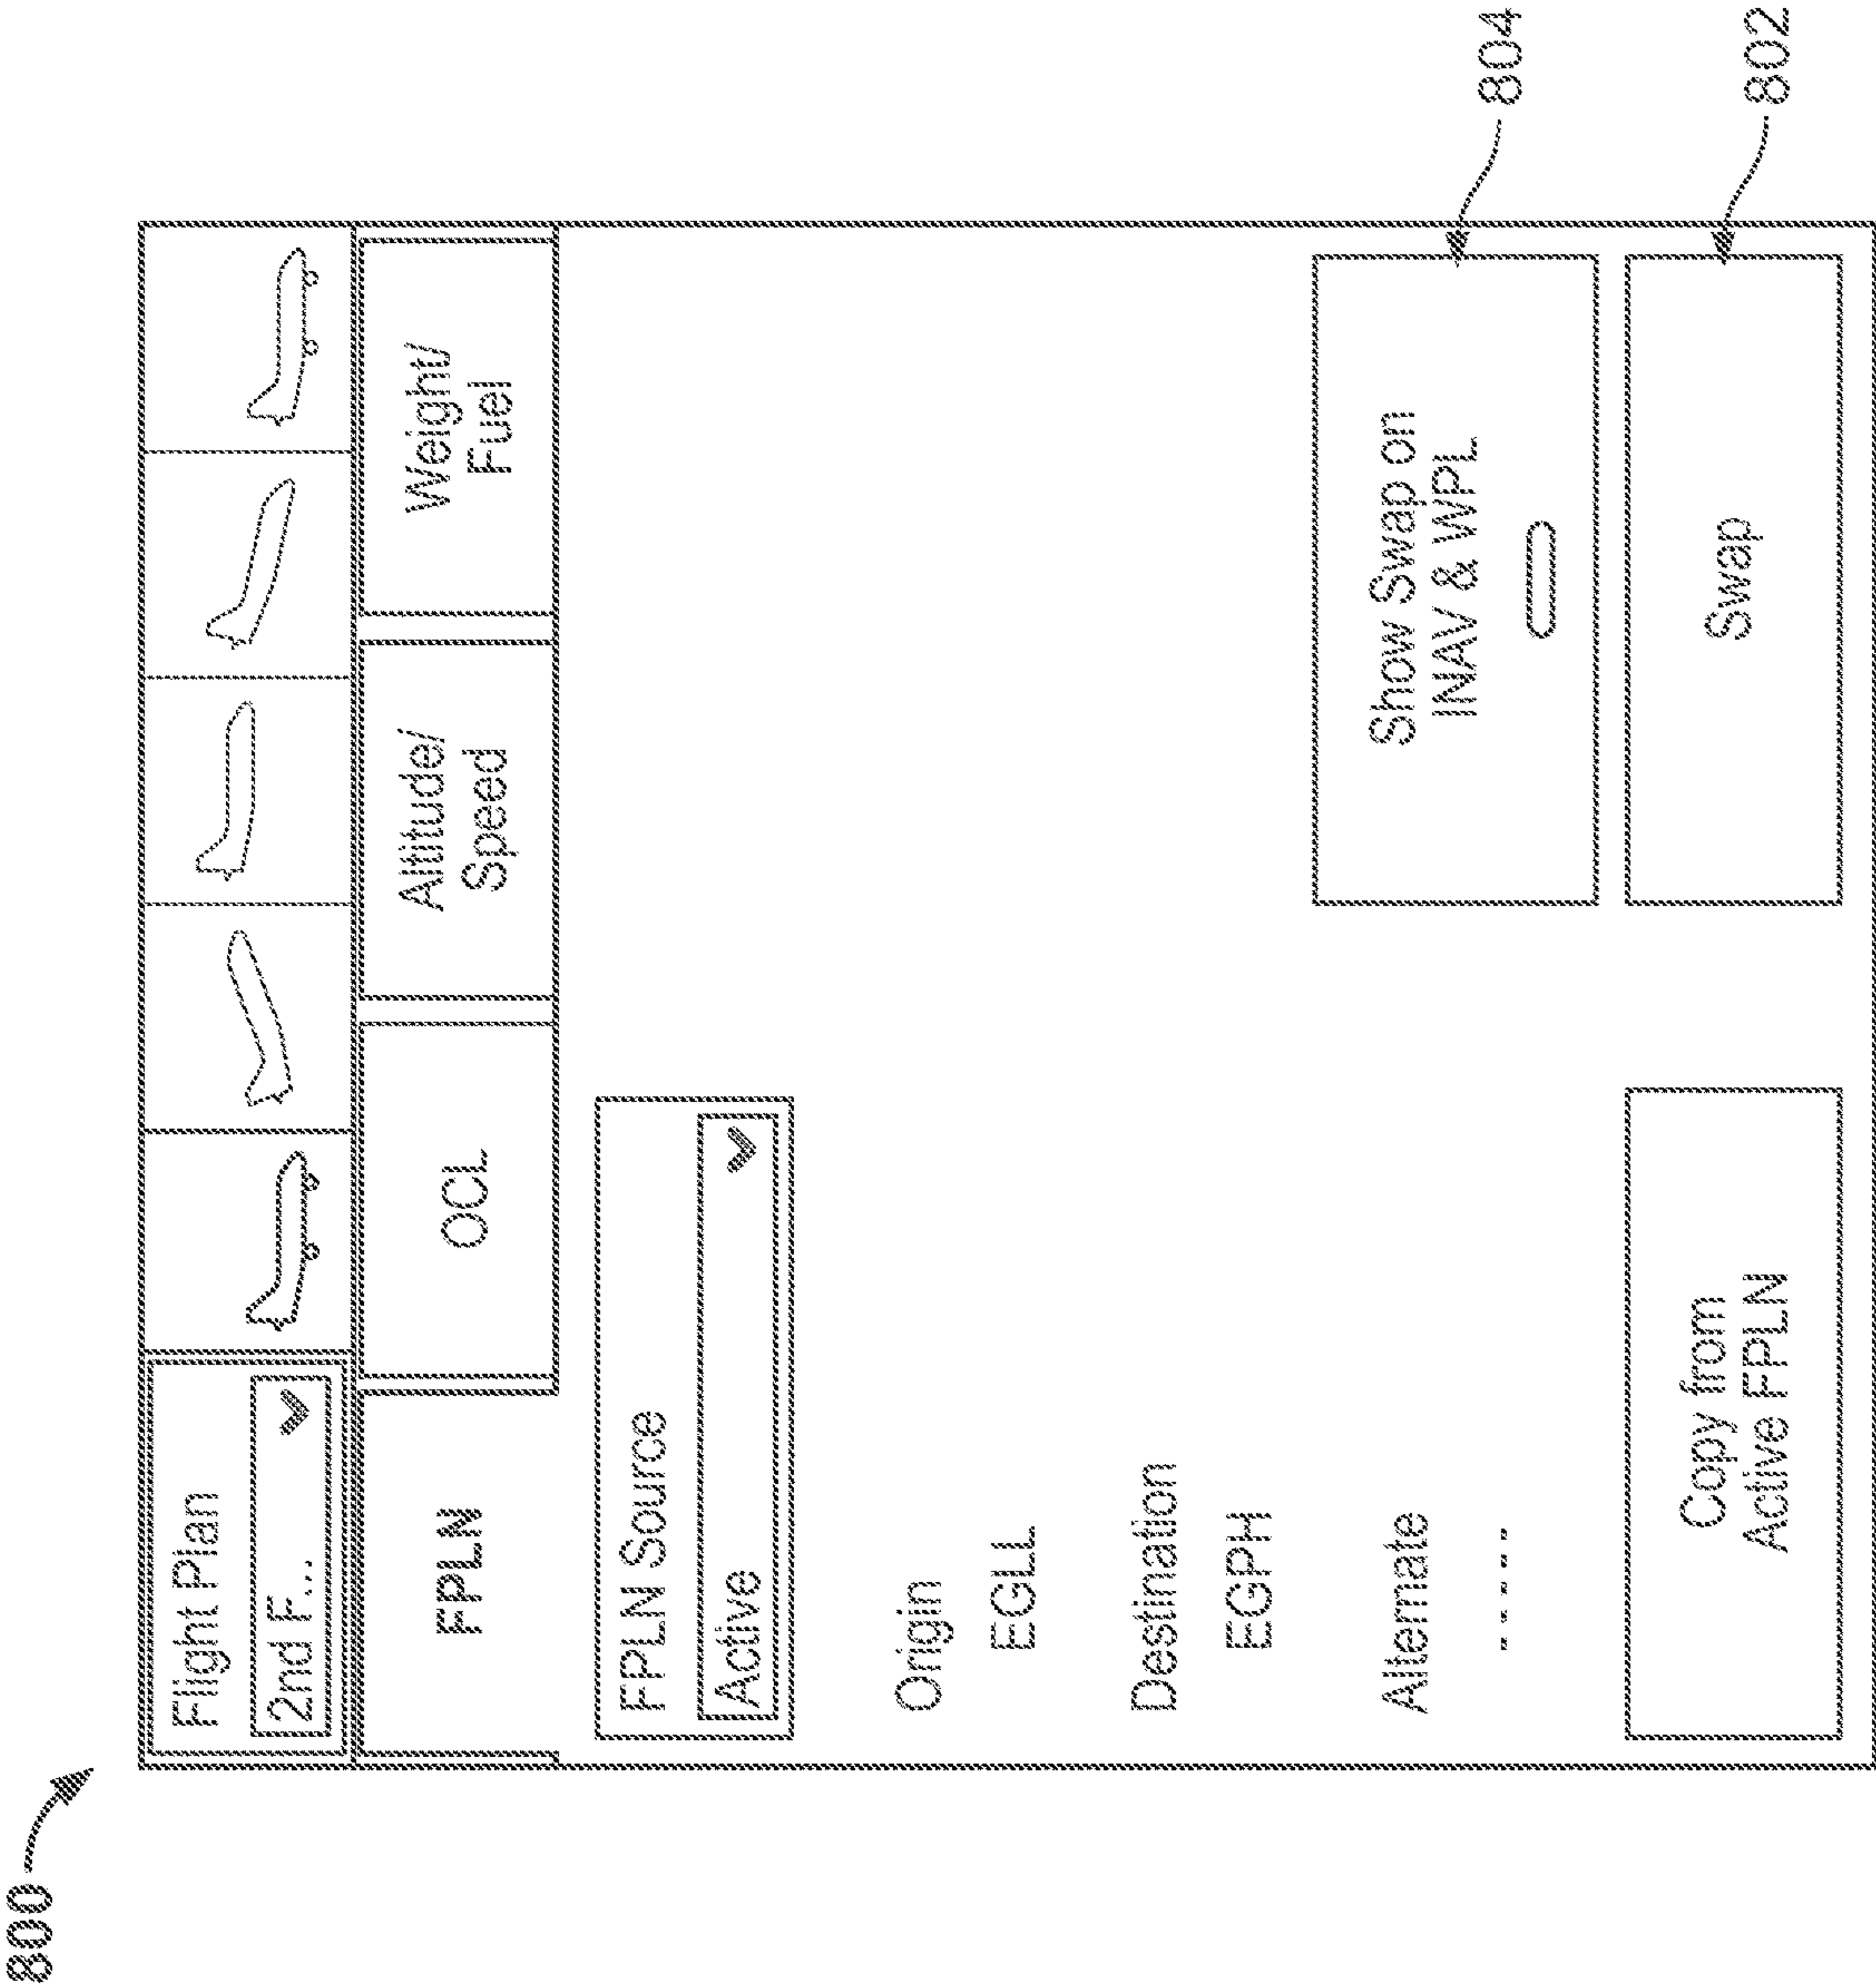 800
Flight Plan
2nd F...
FPLN
OCL
Altitude/
Speed
Weight/
Fuel
FPLN Source
Active
Origin
EGLL
Destination
EGPH
Alternate
-----
Show Swap on
INAV & WPL
804
Copy from
Active FPLN
Swap
802